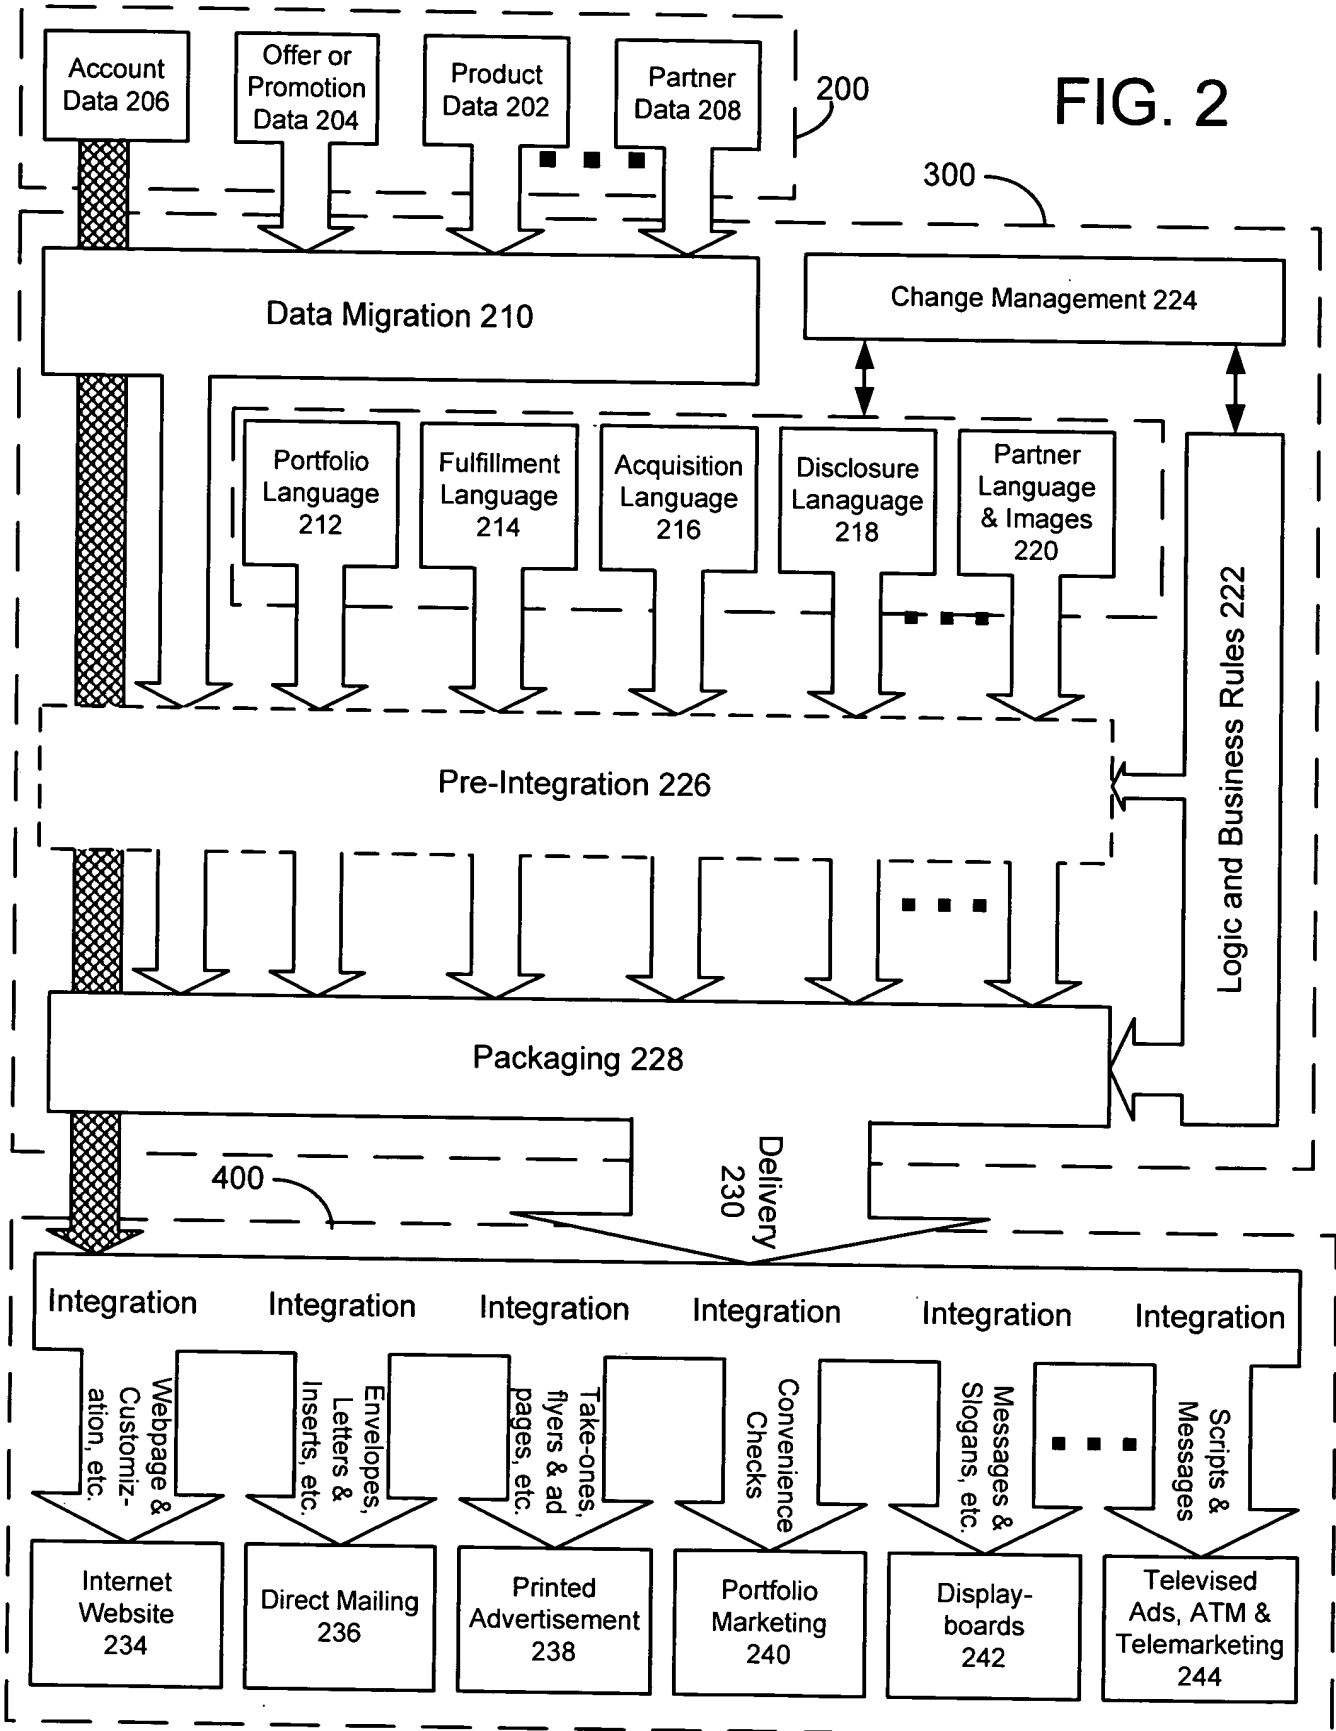 FIG. 2
Account
Data 206
Offer or
Promotion
Data 204
Product
Data 202
Partner
Data 208
200
300
Data Migration 210
Change Management 224
Portfolio
Language
212
Fulfillment
Language
214
Acquisition
Language
216
Disclosure
Lanaguage
218
Partner
Language
& Images
220
Logic and Business Rules 222
Pre-Integration 226
Packaging 228
Delivery
230
400
Integration
Integration
Integration
Integration
Integration
Integration
Webpage &
Customiz-
ation, etc.
Envelopes,
Letters &
Inserts, etc.
Take-ones,
flyers & ad
pages, etc.
Convenience
Checks
Messages &
Slogans, etc.
Scripts &
Messages
Internet
Website
234
Direct Mailing
236
Printed
Advertisement
238
Portfolio
Marketing
240
Display-
boards
242
Televised
Ads, ATM &
Telemarketing
244